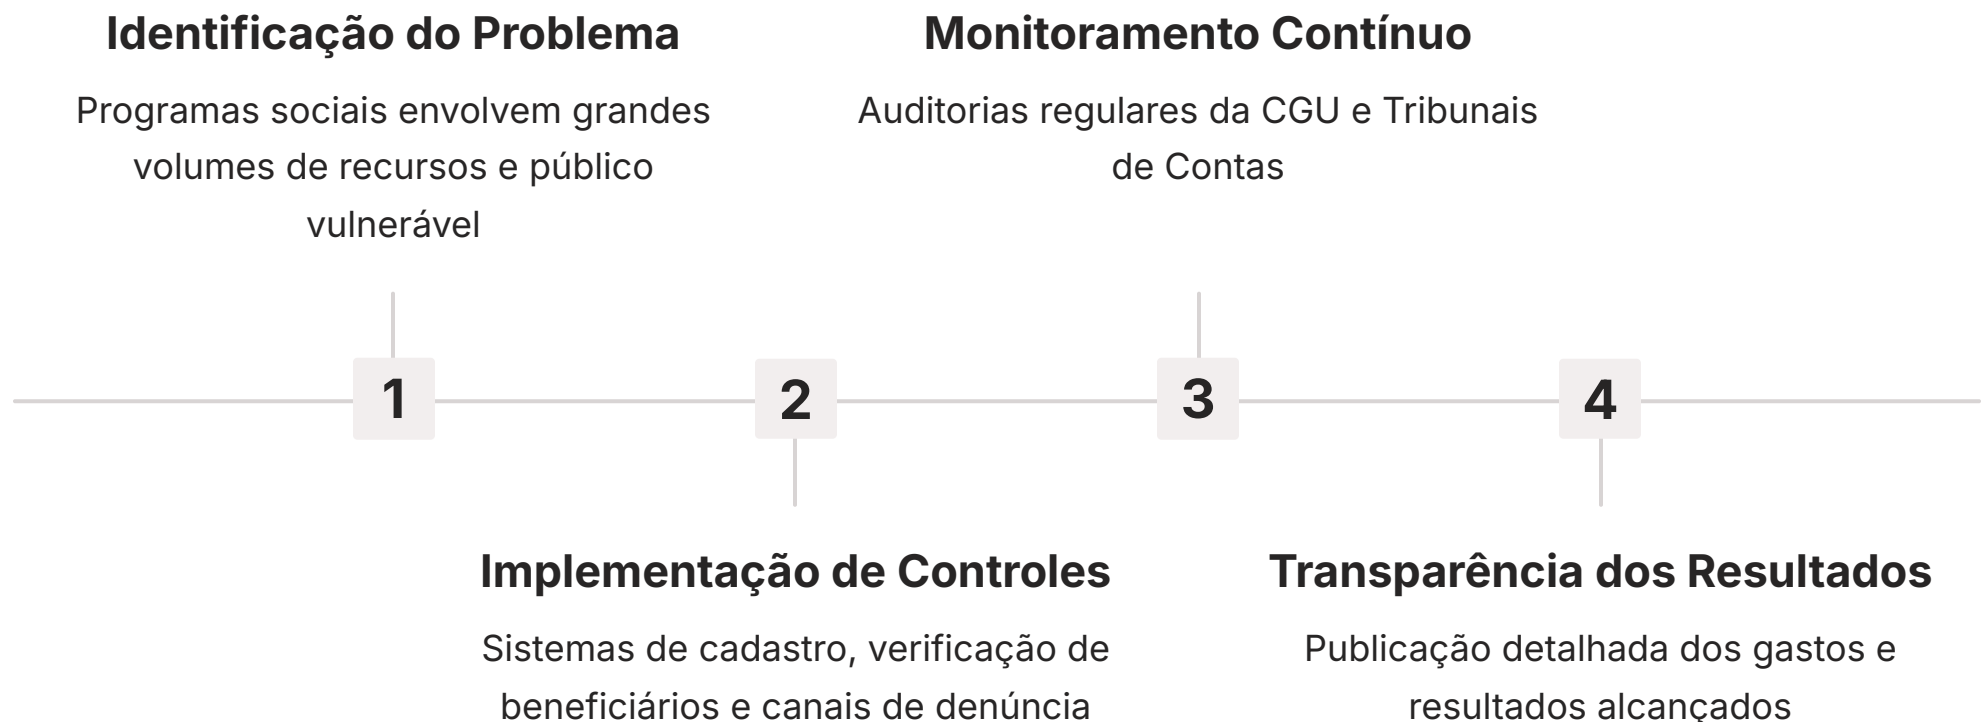 Identificação do Problema
Programas sociais envolvem grandes
volumes de recursos e público
vulnerável
Monitoramento Contínuo
Auditorias regulares da CGU e Tribunais
de Contas
1
2
3
4
Implementação de Controles
Sistemas de cadastro, verificação de
beneficiários e canais de denúncia
Transparência dos Resultados
Publicação detalhada dos gastos e
resultados alcançados